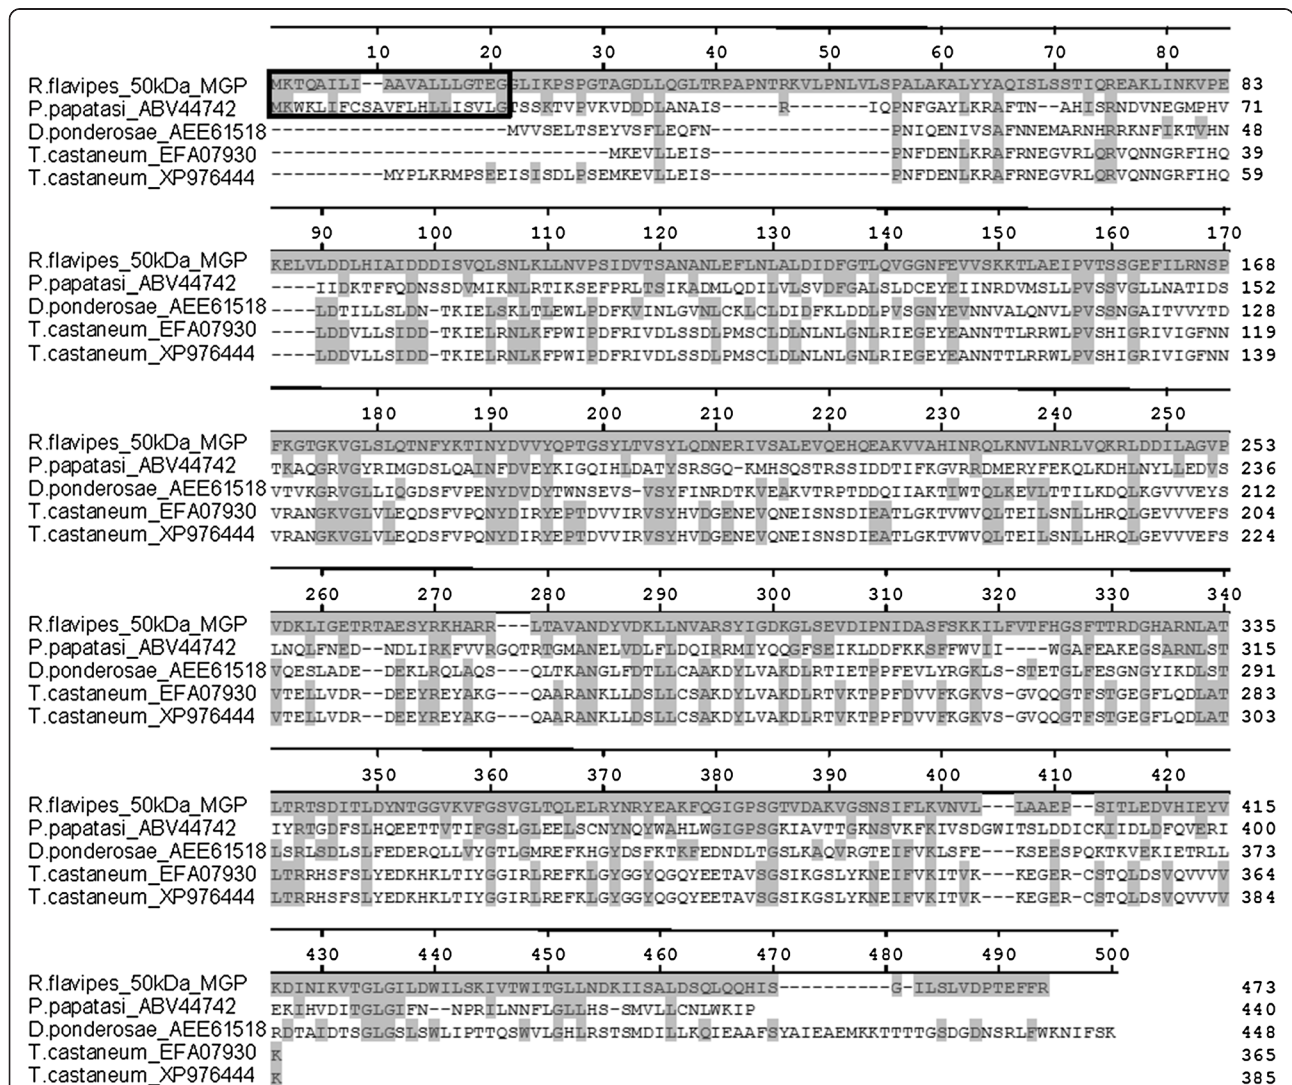 10 20 30 40 50 60 70 80
R.flavipes_50kDa_MGP MKTQAILI--AAVALLLGTEGGLIKPSPGTAGDLLQGLTRPAPNTRKVLPNLVLSPALAKALYYAQISLSSTIQREAKLINKVPE 83
P.papatasi_ABV44742 MKWKLIFCSAVFLHLLISVLGTSSKTVPVKVDDDLANAIS-----R-------IQPNFGAYLKRAFTN--AHISRNDVNEGMPHV 71
D.ponderosae_AEE61518 ---------------------MVVSELTSEYVSFLEQFN----------------PNIQENIVSAFNNEMARNHRRKNFIKTVHN 48
T.castaneum_EFA07930 ------------------------------MKEVLLEIS----------------PNFDENLKRAFRNEGVRLQRVQNNGRFIHQ 39
T.castaneum_XP976444 ----------MYPLKRMPSEEISISDLPSEMKEVLLEIS----------------PNFDENLKRAFRNEGVRLQRVQNNGRFIHQ 59
90 100 110 120 130 140 150 160 170
R.flavipes_50kDa_MGP KELVLDDLHIAIDDDISVQLSNLKLLNVPSIDVTSANANLEFLNLALDIDFGTLQVGGNFEVVSKKTLAEIPVTSSGEFILRNSP 168
P.papatasi_ABV44742 ----IIDKTFFQDNSSDVMIKNLRTIKSEFPRLTSIKADMLQDILVLSVDFGALSLDCEYEIINRDVMSLLPVSSVGLLNATIDS 152
D.ponderosae_AEE61518 ----LDTILLSLDN-TKIELSKLTLEWLPDFKVINLGVNLCKLCLDIDFKLDDLPVSGNYEVNNVALQNVLPVSSNGAITVVYTD 128
T.castaneum_EFA07930 ----LDDVLLSIDD-TKIELRNLKFPWIPDFRIVDLSSDLPMSCLDLNLNLGNLRIEGEYEANNTTLRRWLPVSHIGRIVIGFNN 119
T.castaneum_XP976444 ----LDDVLLSIDD-TKIELRNLKFPWIPDFRIVDLSSDLPMSCLDLNLNLGNLRIEGEYEANNTTLRRWLPVSHIGRIVIGFNN 139
180 190 200 210 220 230 240 250
R.flavipes_50kDa_MGP FKGTGKVGLSLQTNFYKTINYDVVYQPTGSYLTVSYLQDNERIVSALEVQEHQEAKVVAHINRQLKNVLNRLVQKRLDDILAGVP 253
P.papatasi_ABV44742 TKAQGRVGYRIMGDSLQAINFDVEYKIGQIHLDATYSRSGQ-KMHSQSTRSSIDDTIFKGVRRDMERYFEKQLKDHLNYLLEDVS 236
D.ponderosae_AEE61518 VTVKGRVGLLIQGDSFVPENYDVDYTWNSEVS-VSYFINRDTKVEAKVTRPTDDQIIAKTLWTQLKEVLTTILKDQLKGVVVEYS 212
T.castaneum_EFA07930 VRANGKVGLVLEQDSFVPQNYDIRYEPTDVVIRVSYHVDGENEVQNEISNSDIEATLGKTVWVQLTEILSNLLHRQLGEVVVEFS 204
T.castaneum_XP976444 VRANGKVGLVLEQDSFVPQNYDIRYEPTDVVIRVSYHVDGENEVQNEISNSDIEATLGKTVWVQLTEILSNLLHRQLGEVVVEFS 224
260 270 280 290 300 310 320 330 340
R.flavipes_50kDa_MGP VDKLIGETRTAESYRKHARR---LTAVANDYVDKLLNVARSYIGDKGLSEVDIPNIDASFSKKILFVTFHGSFTTRDGHARNLAT 335
P.papatasi_ABV44742 LNQLFNED--NDLIRKFVVRGQTRTGMANELVDLFLDQIRRMIYQQGFSEIKLDDFKKSFFWVII----WGAFEAKEGSARNLST 315
D.ponderosae_AEE61518 VQESLADE--DEKLRQLAQS---QLTKANGLFDTLLCAAKDYLVAKDLRTIETPPFEVLYRGKLS-STETGLFESGNGYIKDLST 291
T.castaneum_EFA07930 VTELLVDR--DEEYREYAKG---QAARANKLLDSLLCSAKDYLVAKDLRTVKTPPFDVVFKGKVS-GVQQGTFSTGEGFLQDLAT 283
T.castaneum_XP976444 VTELLVDR--DEEYREYAKG---QAARANKLLDSLLCSAKDYLVAKDLRTVKTPPFDVVFKGKVS-GVQQGTFSTGEGFLQDLAT 303
350 360 370 380 390 400 410 420
R.flavipes_50kDa_MGP LTRTSDITLDYNTGGVKVFGSVGLTQLELRYNRYEAKFQGIGPSGTVDAKVGSNSIFLKVNVL---LAAEP--SITLEDVHIEYV 415
P.papatasi_ABV44742 IYRTGDFSLHQEETTVTIFGSLGLEELSCNYNQYWAHLWGIGPSGKIAVTTGKNSVKFKIVSDGWITSLDDICKIIDLDFQVERI 400
D.ponderosae_AEE61518 LSRLSDLSLFEDERQLLVYGTLGMREFKHGYDSFKTKFEDNDLTGSLKAQVRGTEIFVKLSFE---KSEESPQKTKVEKIETRLL 373
T.castaneum_EFA07930 LTRRHSFSLYEDKHKLTIYGGIRLREFKLGYGGYQGQYEETAVSGSIKGSLYKNEIFVKITVK---KEGER-CSTQLDSVQVVVV 364
T.castaneum_XP976444 LTRRHSFSLYEDKHKLTIYGGIRLREFKLGYGGYQGQYEETAVSGSIKGSLYKNEIFVKITVK---KEGER-CSTQLDSVQVVVV 384
430 440 450 460 470 480 490 500
R.flavipes_50kDa_MGP KDINIKVTGLGILDWILSKIVTWITGLLNDKIISALDSQLQQHIS----------G-ILSLVDPTEFFR 473
P.papatasi_ABV44742 EKIHVDITGLGIFN--NPRILNNFLGLLHS-SMVLLCNLWKIP 440
D.ponderosae_AEE61518 RDTAIDTSGLGSLSWLIPTTQSWVLGHLRSTSMDILLKQIEAAFSYAIEAEMKKTTTTGSDGDNSRLFWKNIFSK 448
T.castaneum_EFA07930 K 365
T.castaneum_XP976444 K 385